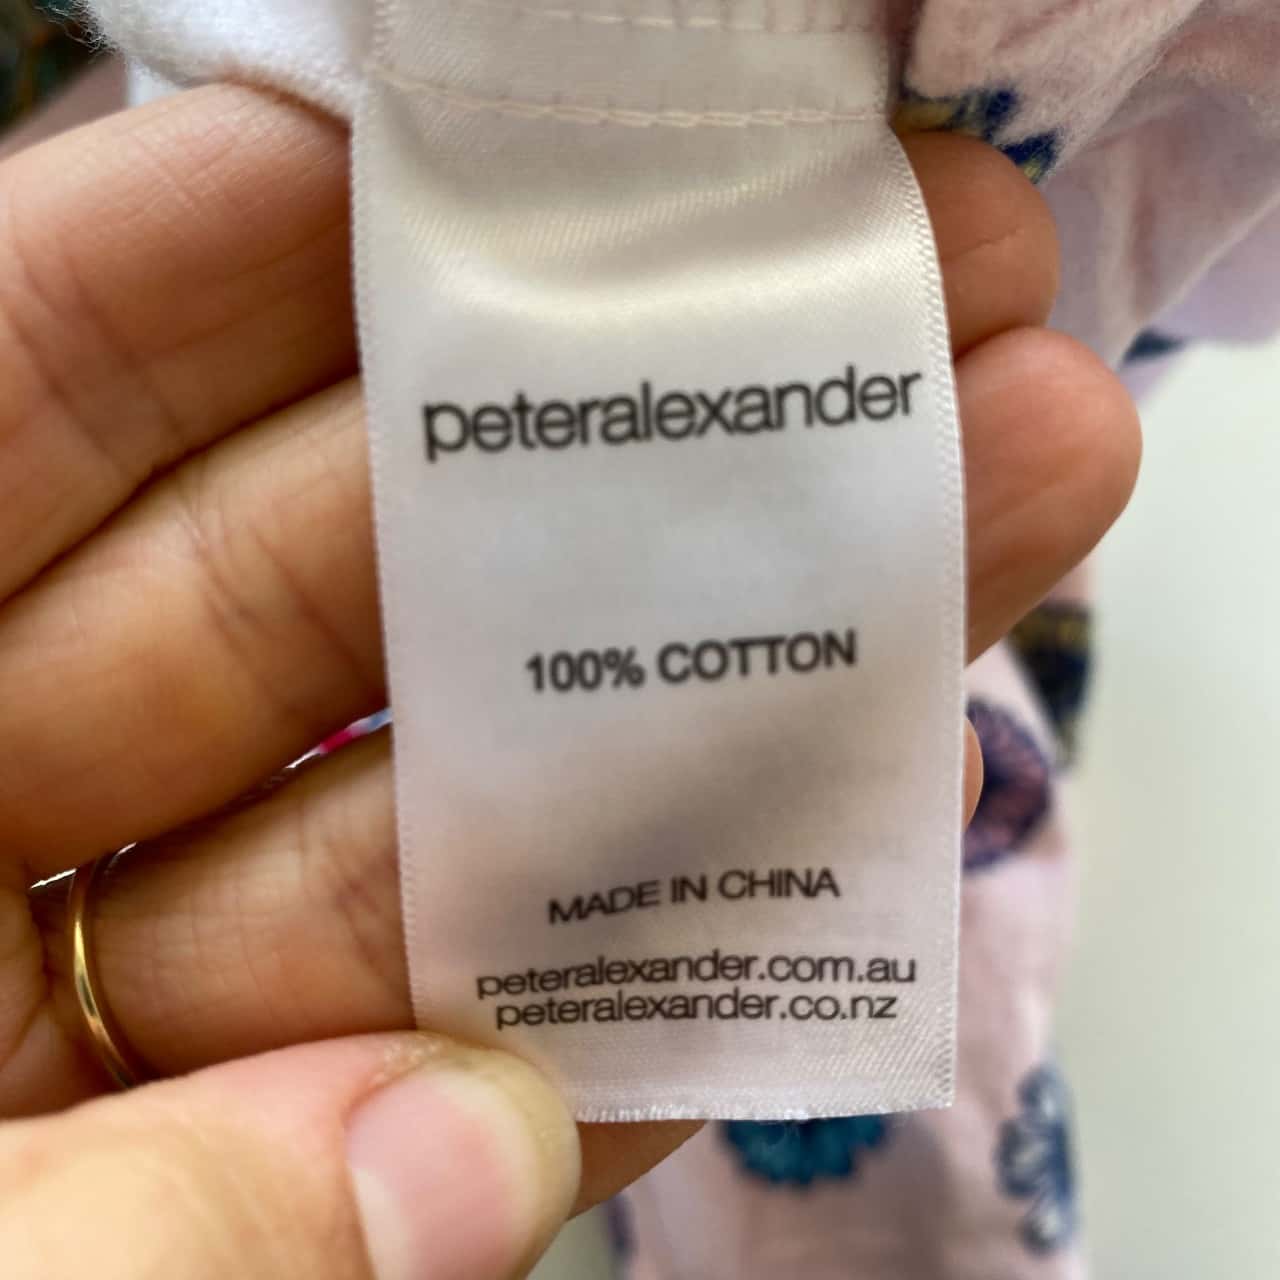 peteralexander
100% COTTON
MADE IN CHINA
peteralexander.com.au
peteralexander.co.nz